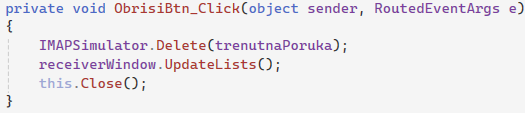 private void ObrisiBtn_Click(object sender, RoutedEventArgs e)
{
    IMAPSimulator.Delete(trenutnaPoruka);
    receiverWindow.UpdateLists();
    this.Close();
}